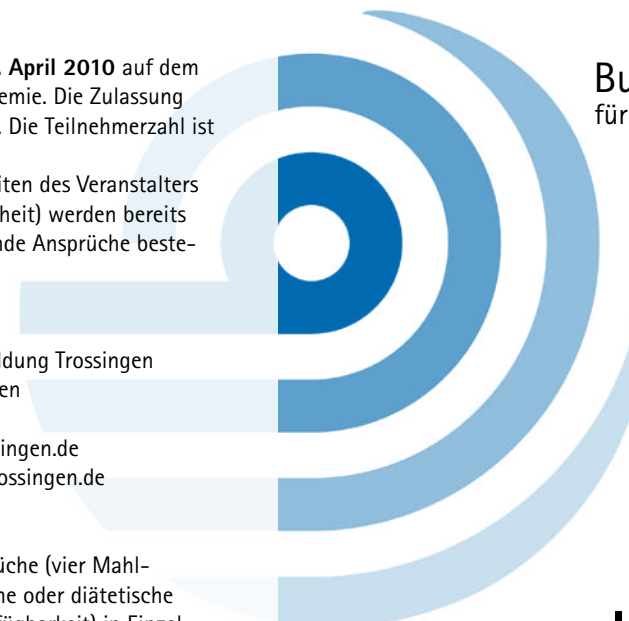 . April 2010 auf dem
emie. Die Zulassung
. Die Teilnehmerzahl ist
iten des Veranstalters
heit) werden bereits
nde Ansprüche beste-
ldung Trossingen
en
ingen.de
ossingen.de
üche (vier Mahl-
he oder diätetische
Bu
für